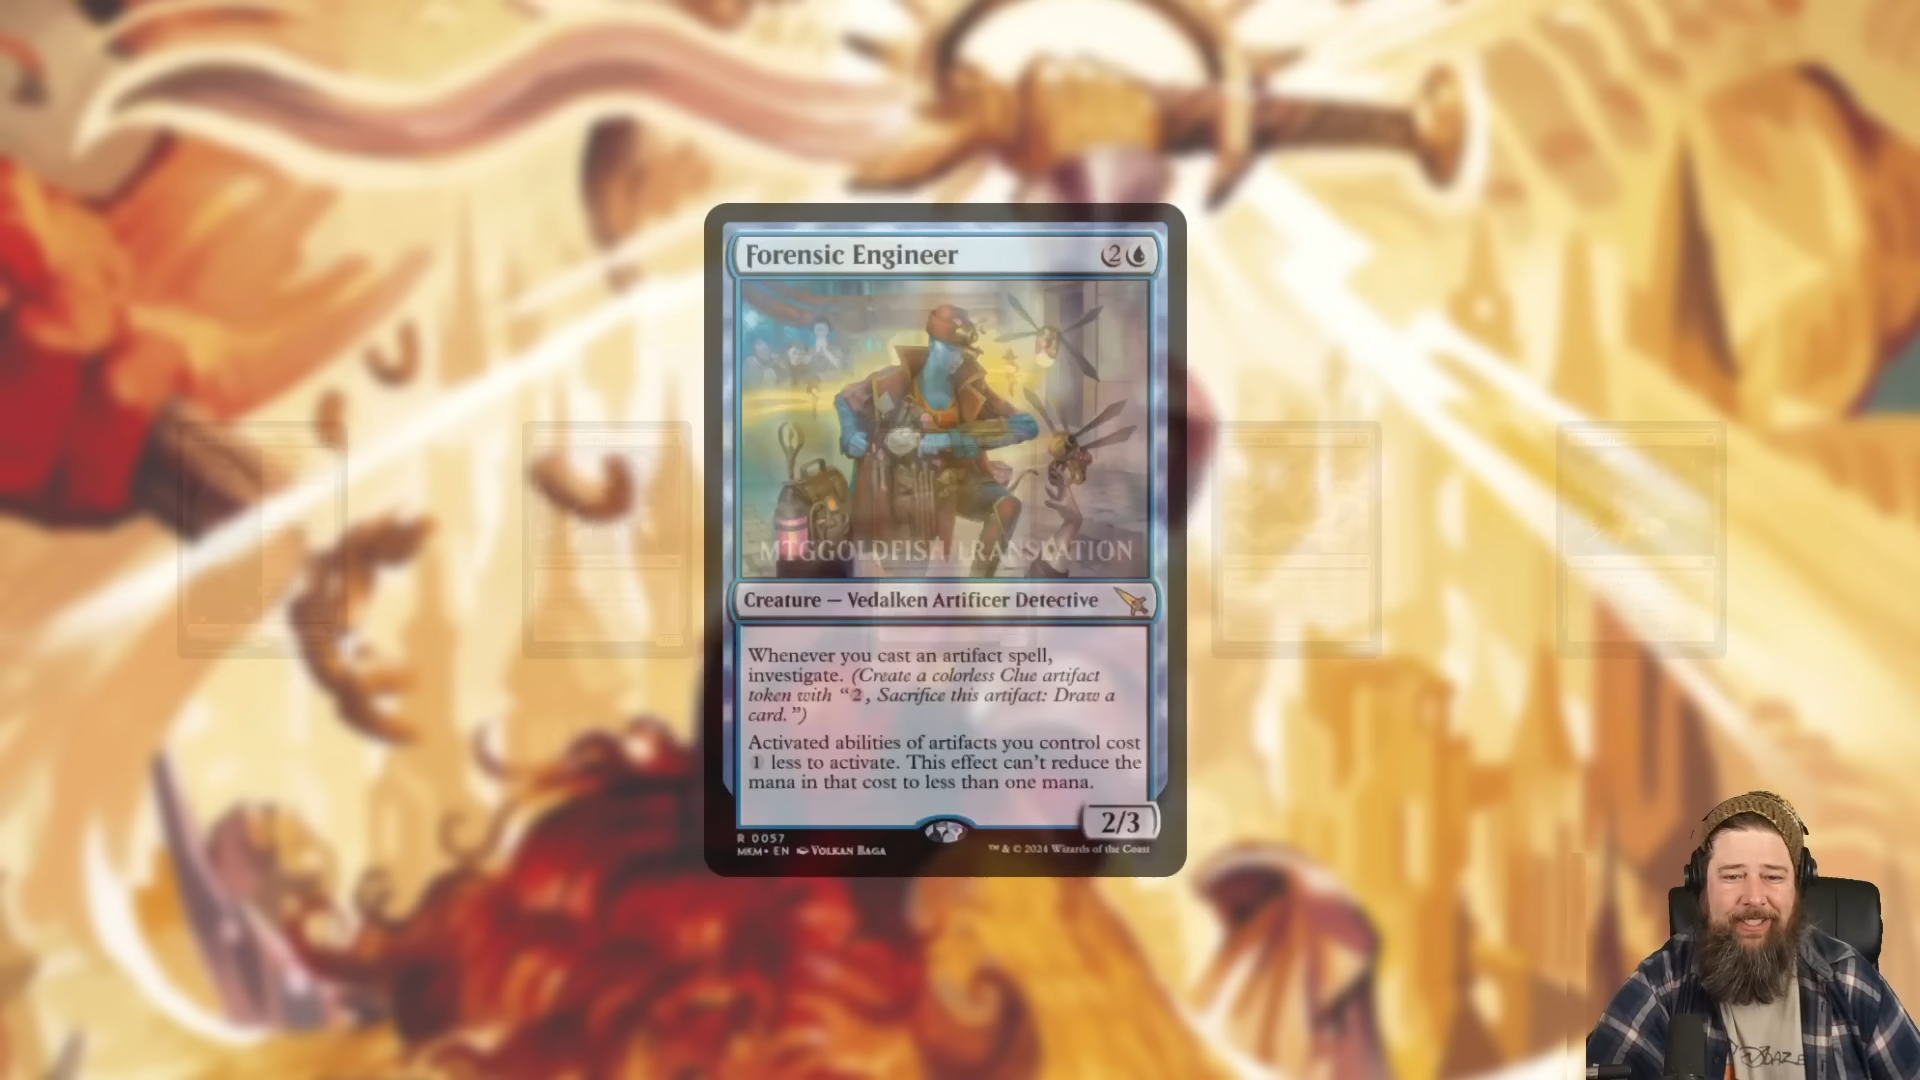 Forensic Engineer 2
MTGGOLDFISH TRANSLATION
Creature — Vedalken Artificer Detective
Whenever you cast an artifact spell,
investigate. (Create a colorless Clue artifact
token with “2, Sacrifice this artifact: Draw a
card.”)
Activated abilities of artifacts you control cost
1 less to activate. This effect can't reduce the
mana in that cost to less than one mana.
2/3
R 0057
MKM • EN VOLKAN BAGA
™ & © 2024 Wizards of the Coast